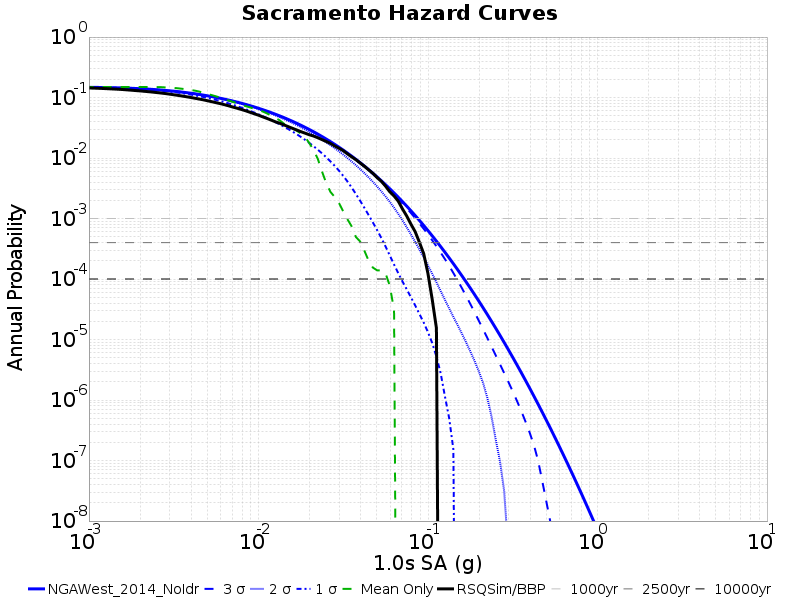 Sacramento Hazard Curves
Annual Probability
10^0
10^-1
10^-2
10^-3
10^-4
10^-5
10^-6
10^-7
10^-8
10^-3 10^-2 10^-1 10^0 10^1
1.0s SA (g)
NGAWest_2014_NoIdr 3 σ 2 σ 1 σ Mean Only RSQSim/BBP 1000yr 2500yr 10000yr